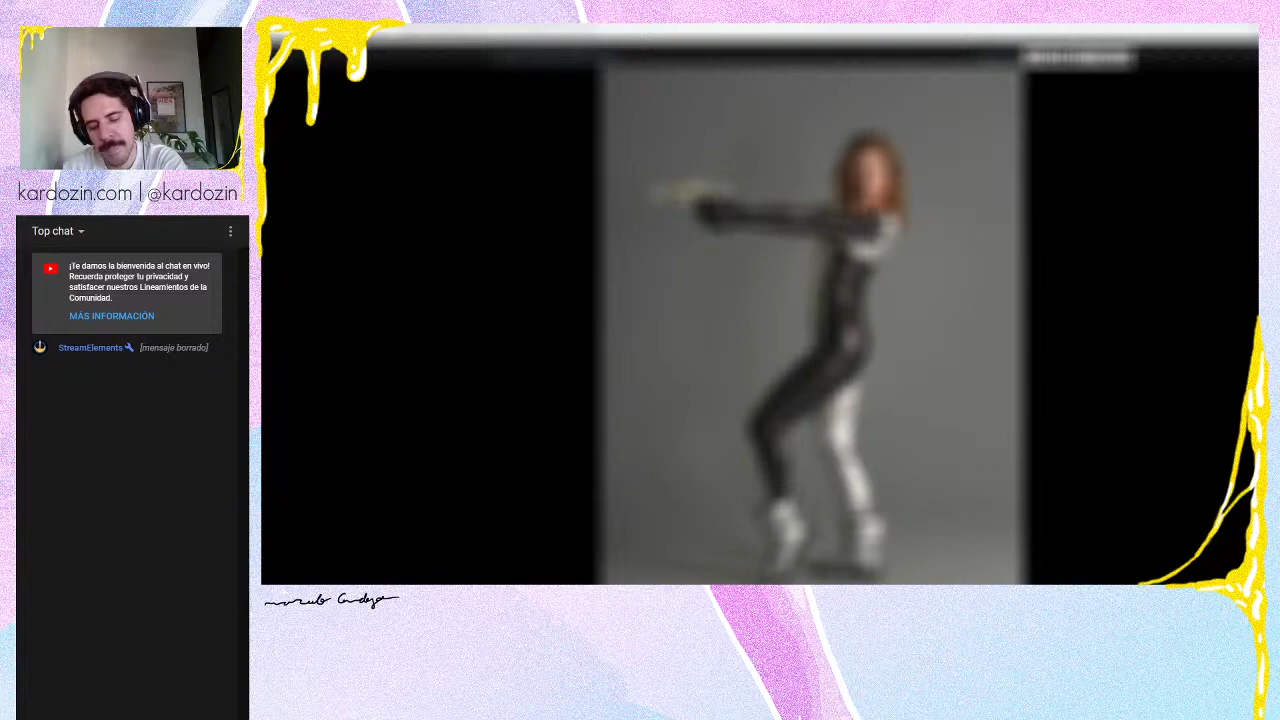 kardozin.com | @kardozin
Top chat
¡Te damos la bienvenida al chat en vivo!
Recuerda proteger tu privacidad y
satisfacer nuestros Lineamientos de la
Comunidad.
MÁS INFORMACIÓN
StreamElements [mensaje borrado]